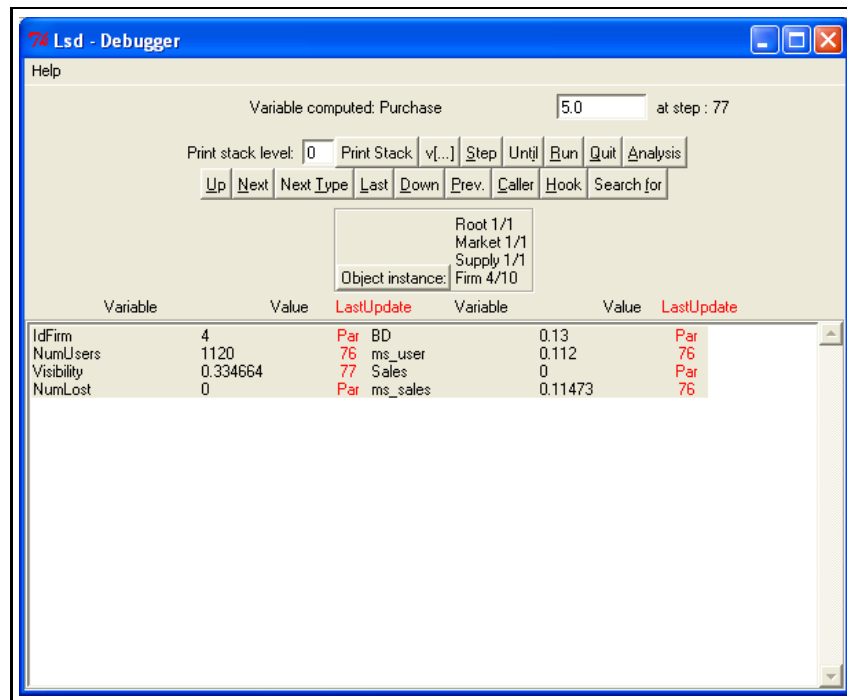 Lsd - Debugger
Help
Variable computed: Purchase 5.0 at step : 77
Print stack level: 0 Print Stack v[...] Step Until Run Quit Analysis
Up Next Next Type Last Down Prev. Caller Hook Search for
Root 1/1
Market 1/1
Supply 1/1
Object instance: Firm 4/10
Variable Value LastUpdate Variable Value LastUpdate
IdFirm 4 Par BD 0.13 Par
NumUsers 1120 76 ms_user 0.112 76
Visibility 0.334664 77 Sales 0 Par
NumLost 0 Par ms_sales 0.11473 76